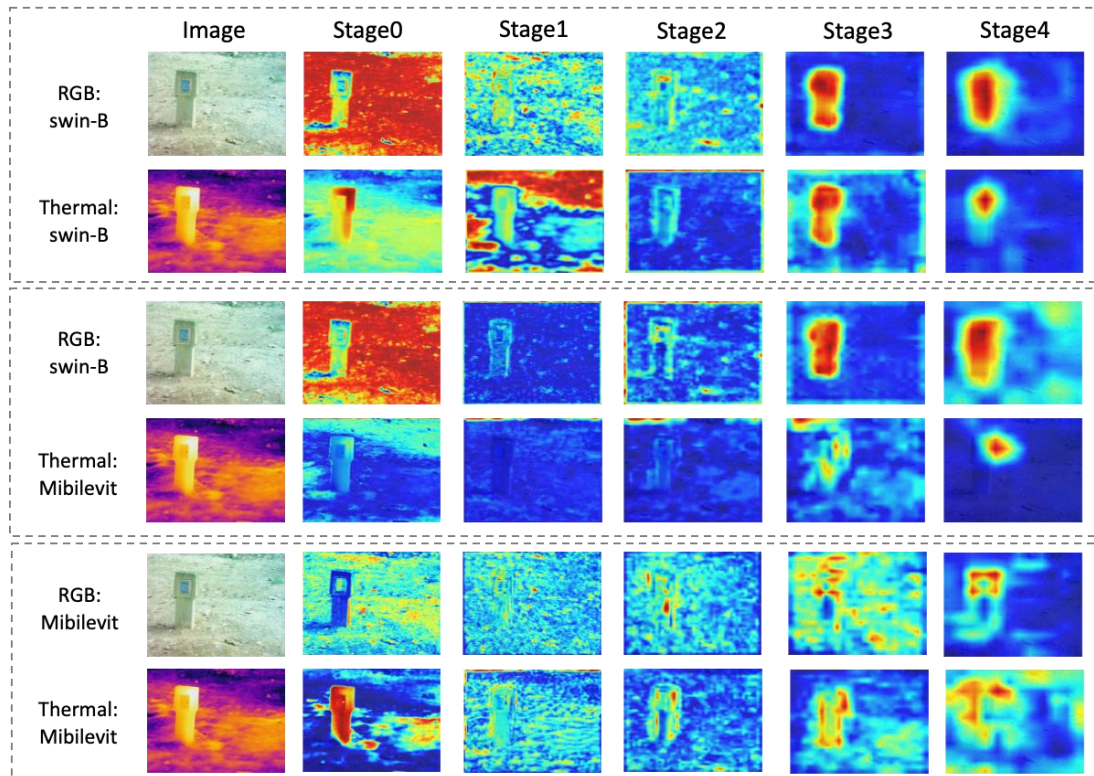 Image Stage0 Stage1 Stage2 Stage3 Stage4
RGB:
swin-B
Thermal:
swin-B
RGB:
swin-B
Thermal:
Mibilevit
RGB:
Mibilevit
Thermal:
Mibilevit